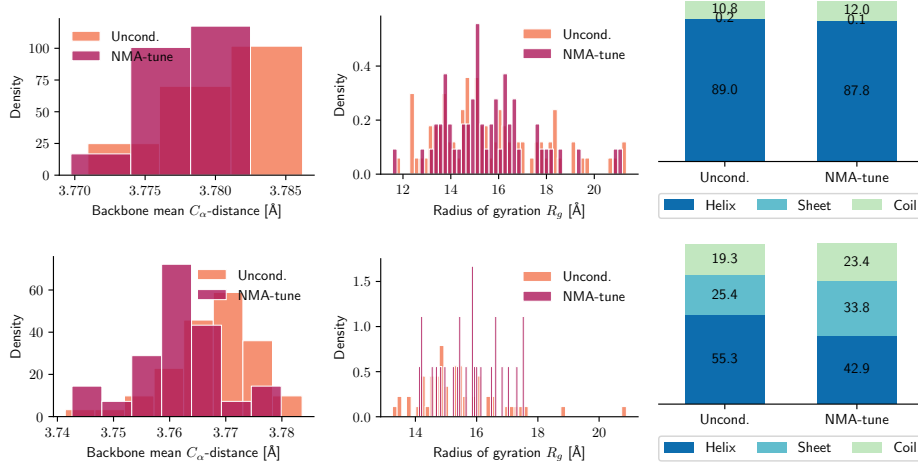 Uncond.
NMA-tune
100
75
50
25
0
Density
3.770
3.775
3.780
3.785
Backbone mean Cα-distance [Å]
Uncond.
NMA-tune
0.4
0.2
0.0
Density
12
14
16
18
20
Radius of gyration Rg [Å]
10.8
0.2
89.0
12.0
0.1
87.8
Uncond.
NMA-tune
Helix
Sheet
Coil
Uncond.
NMA-tune
60
40
20
0
Density
3.74
3.75
3.76
3.77
3.78
Backbone mean Cα-distance [Å]
Uncond.
NMA-tune
1.5
1.0
0.5
0.0
Density
14
16
18
20
Radius of gyration Rg [Å]
19.3
25.4
55.3
23.4
33.8
42.9
Uncond.
NMA-tune
Helix
Sheet
Coil